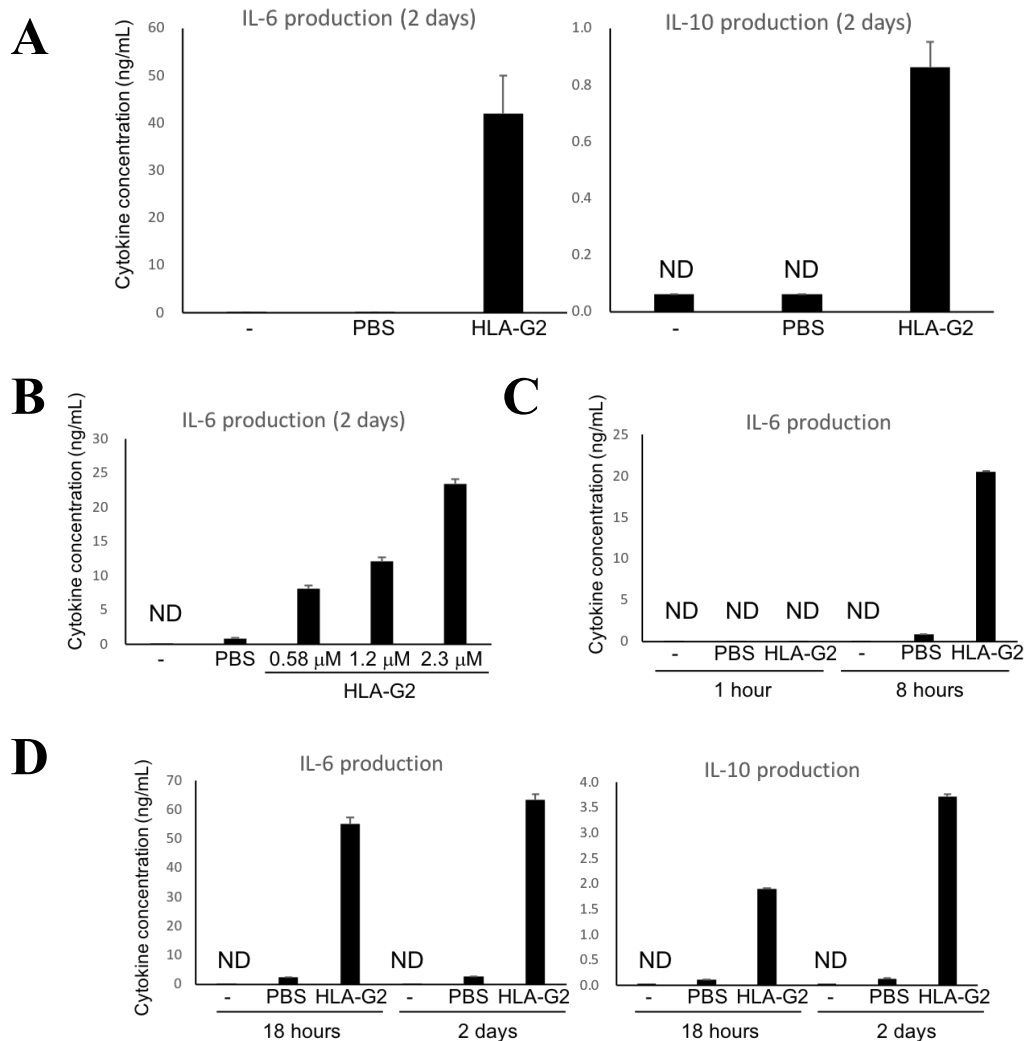 A
IL-6 production (2 days)
Cytokine concentration (ng/mL)
60
50
40
30
20
10
0
- PBS HLA-G2
IL-10 production (2 days)
1.0
0.8
0.6
0.4
0.2
0.0
ND ND
- PBS HLA-G2
B
IL-6 production (2 days)
Cytokine concentration (ng/mL)
30
25
20
15
10
5
0
ND
- PBS 0.58 μM 1.2 μM 2.3 μM
HLA-G2
C
IL-6 production
Cytokine concentration (ng/mL)
25
20
15
10
5
0
ND ND ND ND
- PBS HLA-G2 - PBS HLA-G2
1 hour 8 hours
D
IL-6 production
Cytokine concentration (ng/mL)
70
60
50
40
30
20
10
0
ND ND
- PBS HLA-G2 - PBS HLA-G2
18 hours 2 days
IL-10 production
4.0
3.5
3.0
2.5
2.0
1.5
1.0
0.5
0.0
ND ND
- PBS HLA-G2 - PBS HLA-G2
18 hours 2 days